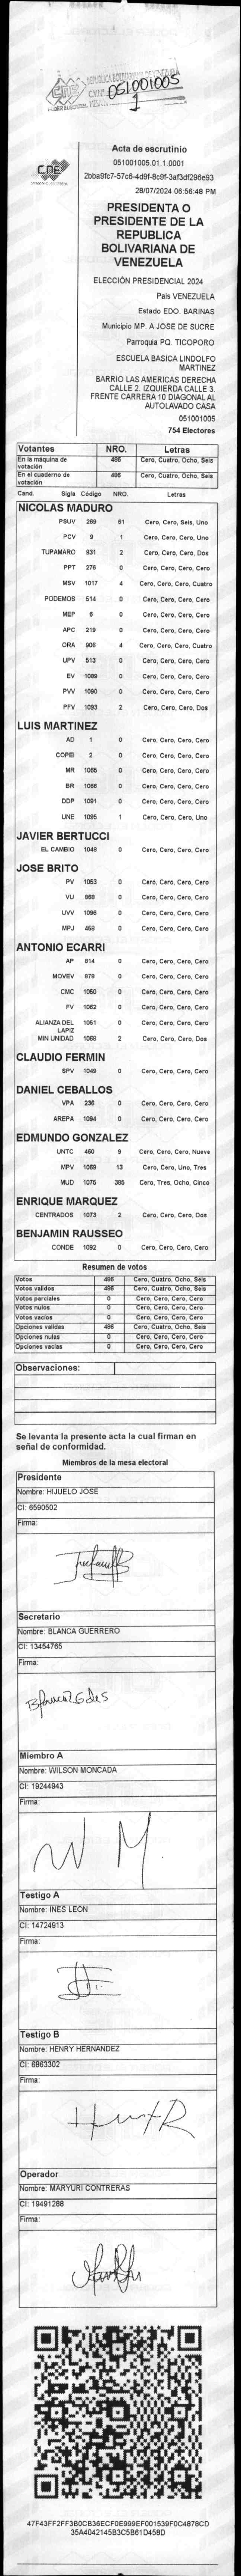 CNE
051001005
1
CNE
Acta de escrutinio
051001005.01.1.0001
2bba9fc7-57c6-4d9f-8c9f-3af3df296e93
28/07/2024 06:56:48 PM
PRESIDENTA O
PRESIDENTE DE LA
REPUBLICA
BOLIVARIANA DE
VENEZUELA
ELECCIÓN PRESIDENCIAL 2024
Pais VENEZUELA
Estado EDO. BARINAS
Municipio MP. A JOSE DE SUCRE
Parroquia PQ. TICOPORO
ESCUELA BASICA LINDOLFO
MARTINEZ
BARRIO LAS AMERICAS DERECHA
CALLE 2. IZQUIERDA CALLE 3.
FRENTE CARRERA 10 DIAGONAL AL
AUTOLAVADO CASA
051001005
754 Electores
Votantes NRO. Letras
En la máquina de votación 486 Cero, Cuatro, Ocho, Seis
En el cuaderno de votación 486 Cero, Cuatro, Ocho, Seis
Cand. Sigla Código NRO. Letras
NICOLAS MADURO
PSUV 269 61 Cero, Cero, Seis, Uno
PCV 9 1 Cero, Cero, Cero, Uno
TUPAMARO 931 2 Cero, Cero, Cero, Dos
PPT 276 0 Cero, Cero, Cero, Cero
MSV 1017 4 Cero, Cero, Cero, Cuatro
PODEMOS 514 0 Cero, Cero, Cero, Cero
MEP 6 0 Cero, Cero, Cero, Cero
APC 219 0 Cero, Cero, Cero, Cero
ORA 906 4 Cero, Cero, Cero, Cuatro
UPV 513 0 Cero, Cero, Cero, Cero
EV 1089 0 Cero, Cero, Cero, Cero
PVV 1090 0 Cero, Cero, Cero, Cero
PFV 1093 2 Cero, Cero, Cero, Dos
LUIS MARTINEZ
AD 1 0 Cero, Cero, Cero, Cero
COPEI 2 0 Cero, Cero, Cero, Cero
MR 1065 0 Cero, Cero, Cero, Cero
BR 1066 0 Cero, Cero, Cero, Cero
DDP 1091 0 Cero, Cero, Cero, Cero
UNE 1095 1 Cero, Cero, Cero, Uno
JAVIER BERTUCCI
EL CAMBIO 1048 0 Cero, Cero, Cero, Cero
JOSE BRITO
PV 1053 0 Cero, Cero, Cero, Cero
VU 868 0 Cero, Cero, Cero, Cero
UVV 1096 0 Cero, Cero, Cero, Cero
MPJ 459 0 Cero, Cero, Cero, Cero
ANTONIO ECARRI
AP 814 0 Cero, Cero, Cero, Cero
MOVEV 879 0 Cero, Cero, Cero, Cero
CMC 1050 0 Cero, Cero, Cero, Cero
FV 1062 0 Cero, Cero, Cero, Cero
ALIANZA DEL LAPIZ 1051 0 Cero, Cero, Cero, Cero
MIN UNIDAD 1068 2 Cero, Cero, Cero, Dos
CLAUDIO FERMIN
SPV 1049 0 Cero, Cero, Cero, Cero
DANIEL CEBALLOS
VPA 236 0 Cero, Cero, Cero, Cero
AREPA 1094 0 Cero, Cero, Cero, Cero
EDMUNDO GONZALEZ
UNTC 460 9 Cero, Cero, Cero, Nueve
MPV 1069 13 Cero, Cero, Uno, Tres
MUD 1075 385 Cero, Tres, Ocho, Cinco
ENRIQUE MARQUEZ
CENTRADOS 1073 2 Cero, Cero, Cero, Dos
BENJAMIN RAUSSEO
CONDE 1092 0 Cero, Cero, Cero, Cero
Resumen de votos
Votos 486 Cero, Cuatro, Ocho, Seis
Votos validos 486 Cero, Cuatro, Ocho, Seis
Votos parciales 0 Cero, Cero, Cero, Cero
Votos nulos 0 Cero, Cero, Cero, Cero
Votos vacios 0 Cero, Cero, Cero, Cero
Opciones validas 486 Cero, Cuatro, Ocho, Seis
Opciones nulas 0 Cero, Cero, Cero, Cero
Opciones vacias 0 Cero, Cero, Cero, Cero
Observaciones:
Se levanta la presente acta la cual firman en
señal de conformidad.
Miembros de la mesa electoral
Presidente
Nombre: HIJUELO JOSE
CI: 6590502
Firma:
Secretario
Nombre: BLANCA GUERRERO
CI: 13454765
Firma:
Miembro A
Nombre: WILSON MONCADA
CI: 19244943
Firma:
W M
Testigo A
Nombre: INES LEON
CI: 14724913
Firma:
Testigo B
Nombre: HENRY HERNANDEZ
CI: 6863302
Firma:
Operador
Nombre: MARYURI CONTRERAS
CI: 19491288
Firma:
47F43FF2FF3B0CB36ECF0E999EF001539F0C4878CD
35A4042145B3C5B61D458D